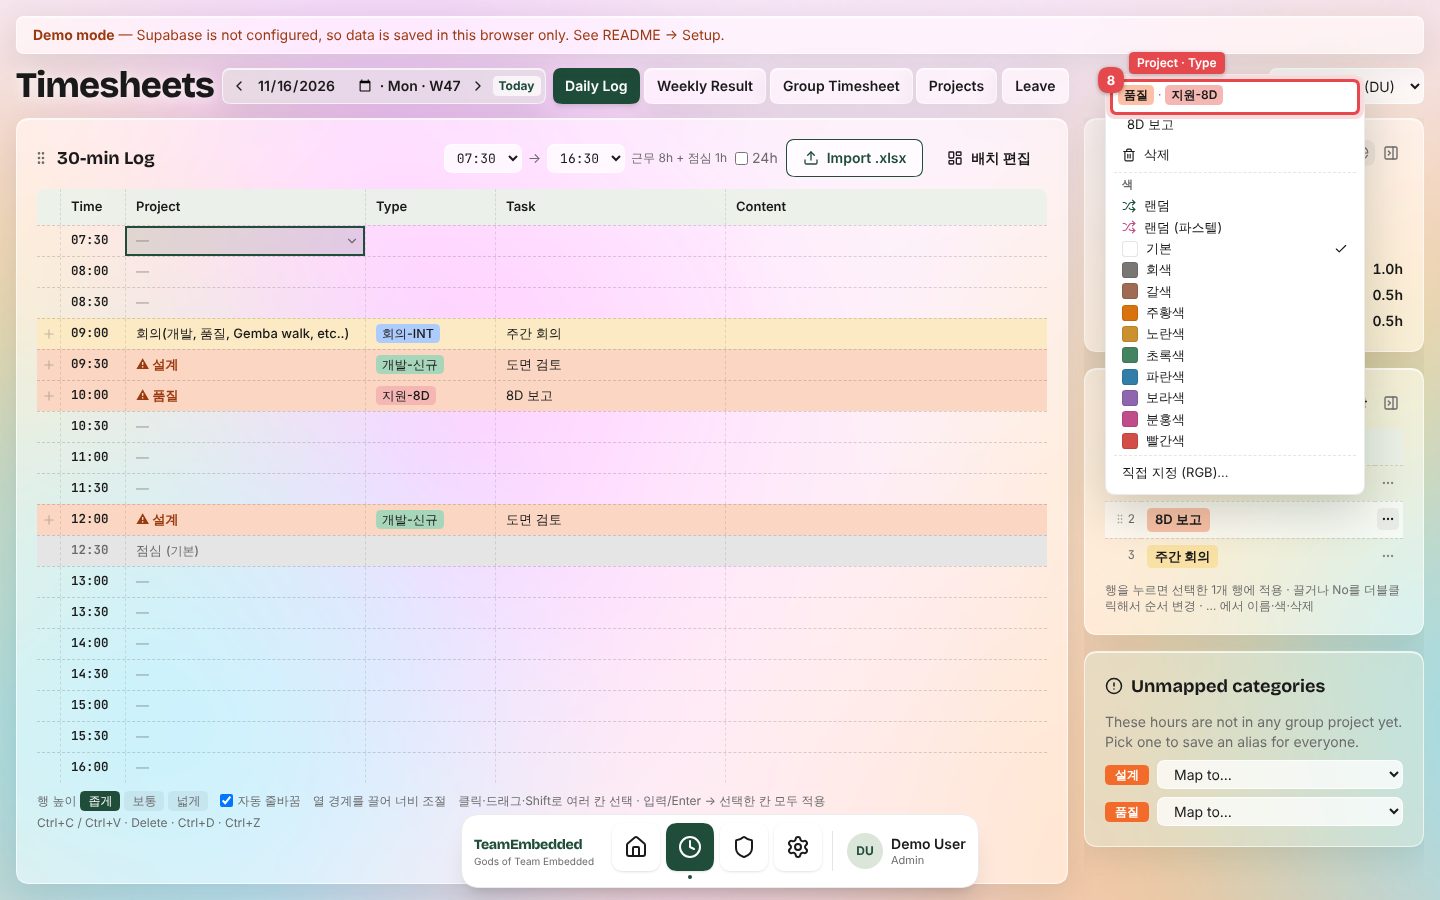 Demo mode — Supabase is not configured, so data is saved in this browser only. See README → Setup.
Timesheets
11/16/2026 · Mon · W47
Today
Daily Log
Weekly Result
Group Timesheet
Projects
Leave
(DU)
Project · Type
8
품질 · 지원-8D
8D 보고
삭제
색
랜덤
랜덤 (파스텔)
기본
회색
갈색
주황색
노란색
초록색
파란색
보라색
분홍색
빨간색
직접 지정 (RGB)...
30-min Log
07:30 → 16:30 근무 8h + 점심 1h 24h
Import .xlsx
배치 편집
Time Project Type Task Content
07:30 —
08:00 —
08:30 —
+ 09:00 회의(개발, 품질, Gemba walk, etc..) 회의-INT 주간 회의
+ 09:30 설계 개발-신규 도면 검토
+ 10:00 품질 지원-8D 8D 보고
10:30 —
11:00 —
11:30 —
+ 12:00 설계 개발-신규 도면 검토
12:30 점심 (기본)
13:00 —
13:30 —
14:00 —
14:30 —
15:00 —
15:30 —
16:00 —
행 높이 좁게 보통 넓게 자동 줄바꿈 열 경계를 끌어 너비 조절 클릭·드래그·Shift로 여러 칸 선택 · 입력/Enter → 선택한 칸 모두 적용
Ctrl+C / Ctrl+V · Delete · Ctrl+D · Ctrl+Z
1.0h
0.5h
0.5h
2 8D 보고 ...
3 주간 회의 ...
행을 누르면 선택한 1개 행에 적용 · 끌거나 No를 더블클
릭해서 순서 변경 · ... 에서 이름·색·삭제
Unmapped categories
These hours are not in any group project yet.
Pick one to save an alias for everyone.
설계 Map to...
품질 Map to...
TeamEmbedded
Gods of Team Embedded
DU
Demo User
Admin